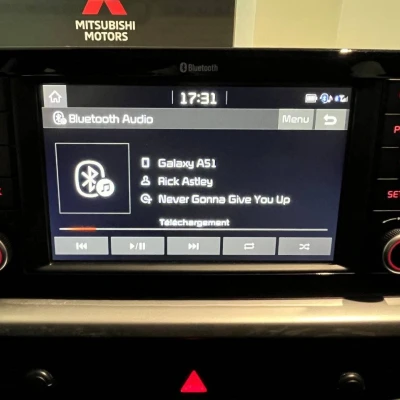 MITSUBISHI
MOTORS
Bluetooth
17:31
Bluetooth Audio
Menu
Galaxy A51
Rick Astley
Never Gonna Give You Up
Téléchargement